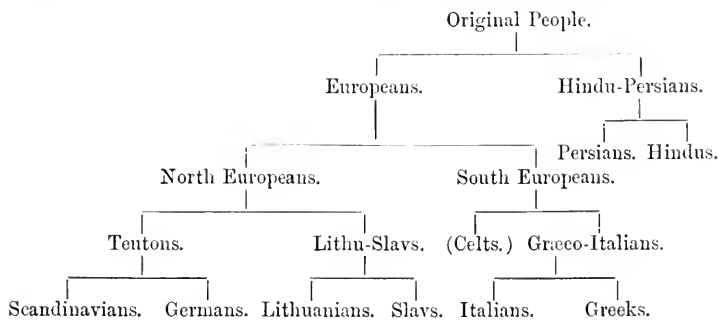 Original People.
Europeans. Hindu-Persians.
Persians. Hindus.
North Europeans. South Europeans.
Teutons. Lithu-Slavs. (Celts.) Græco-Italians.
Scandinavians. Germans. Lithuanians. Slavs. Italians. Greeks.